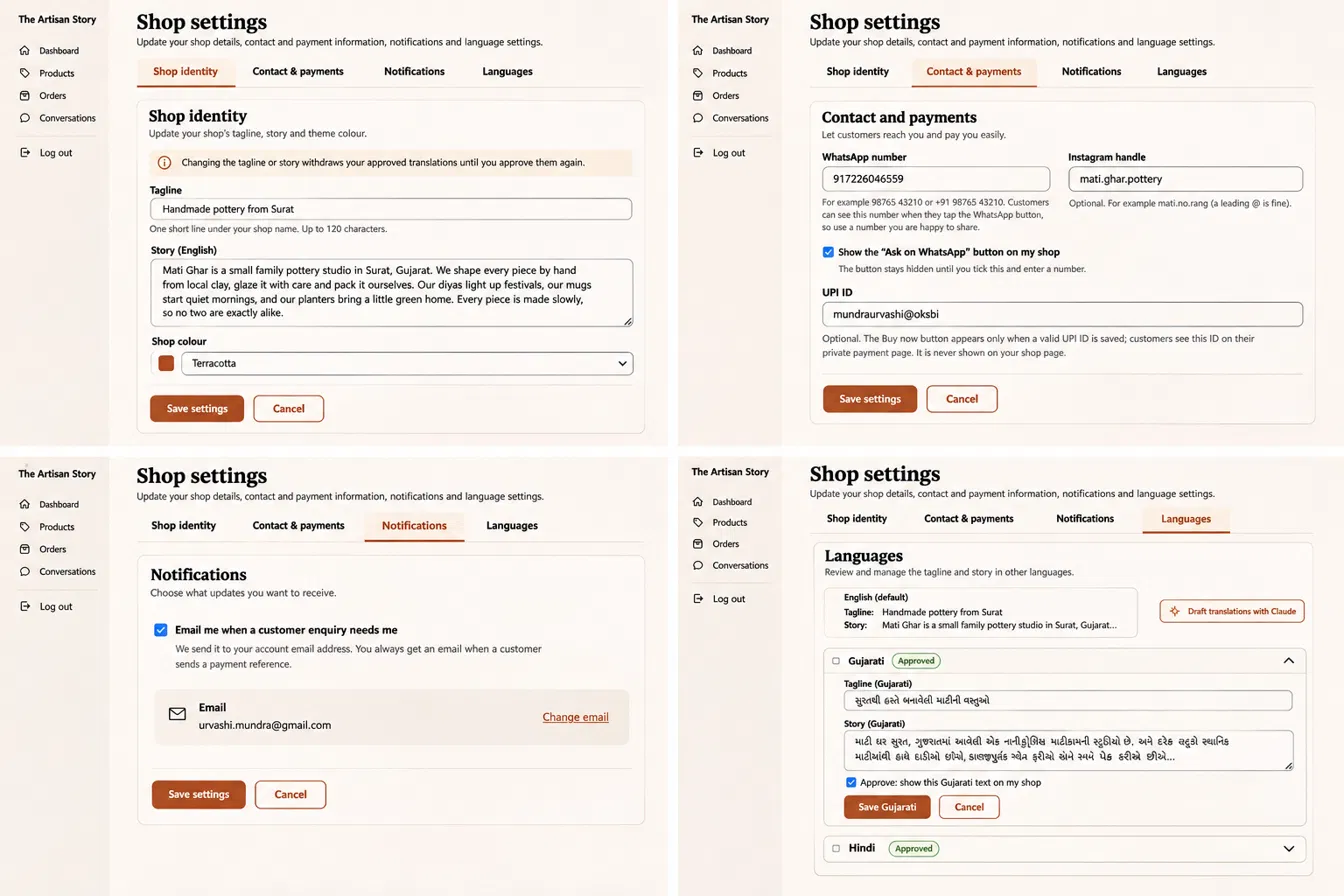 The Artisan Story
Dashboard
Products
Orders
Conversations
Log out
Shop settings
Update your shop details, contact and payment information, notifications and language settings.
Shop identity
Contact & payments
Notifications
Languages
Shop identity
Update your shop's tagline, story and theme colour.
Changing the tagline or story withdraws your approved translations until you approve them again.
Tagline
Handmade pottery from Surat
One short line under your shop name. Up to 120 characters.
Story (English)
Mati Ghar is a small family pottery studio in Surat, Gujarat. We shape every piece by hand
from local clay, glaze it with care and pack it ourselves. Our diyas light up festivals, our mugs
start quiet mornings, and our planters bring a little green home. Every piece is made slowly,
so no two are exactly alike.
Shop colour
Terracotta
Save settings
Cancel
The Artisan Story
Dashboard
Products
Orders
Conversations
Log out
Shop settings
Update your shop details, contact and payment information, notifications and language settings.
Shop identity
Contact & payments
Notifications
Languages
Contact and payments
Let customers reach you and pay you easily.
WhatsApp number
917226046559
For example 98765 43210 or +91 98765 43210. Customers
can see this number when they tap the WhatsApp button,
so use a number you are happy to share.
Instagram handle
mati.ghar.pottery
Optional. For example mati.no.rang (a leading @ is fine).
Show the "Ask on WhatsApp" button on my shop
The button stays hidden until you tick this and enter a number.
UPI ID
mundraurvashi@oksbi
Optional. The Buy now button appears only when a valid UPI ID is saved; customers see this ID on their
private payment page. It is never shown on your shop page.
Save settings
Cancel
The Artisan Story
Dashboard
Products
Orders
Conversations
Log out
Shop settings
Update your shop details, contact and payment information, notifications and language settings.
Shop identity
Contact & payments
Notifications
Languages
Notifications
Choose what updates you want to receive.
Email me when a customer enquiry needs me
We send it to your account email address. You always get an email when a customer
sends a payment reference.
Email
urvashi.mundra@gmail.com
Change email
Save settings
Cancel
The Artisan Story
Dashboard
Products
Orders
Conversations
Log out
Shop settings
Update your shop details, contact and payment information, notifications and language settings.
Shop identity
Contact & payments
Notifications
Languages
Languages
Review and manage the tagline and story in other languages.
English (default)
Tagline: Handmade pottery from Surat
Story: Mati Ghar is a small family pottery studio in Surat, Gujarat...
Draft translations with Claude
Gujarati
Approved
Tagline (Gujarati)
સુરતથી હસ્તે બનાવેલી માટીની વસ્તુઓ
Story (Gujarati)
માટી ઘર સુરત, ગુજરાતમાં આવેલી એક માટીકામની સ્ટુડિયો છે. અમે દરેક સ્થાનિક
હાથે પેક કરીએ છીએ...
Approve: show this Gujarati text on my shop
Save Gujarati
Cancel
Hindi
Approved